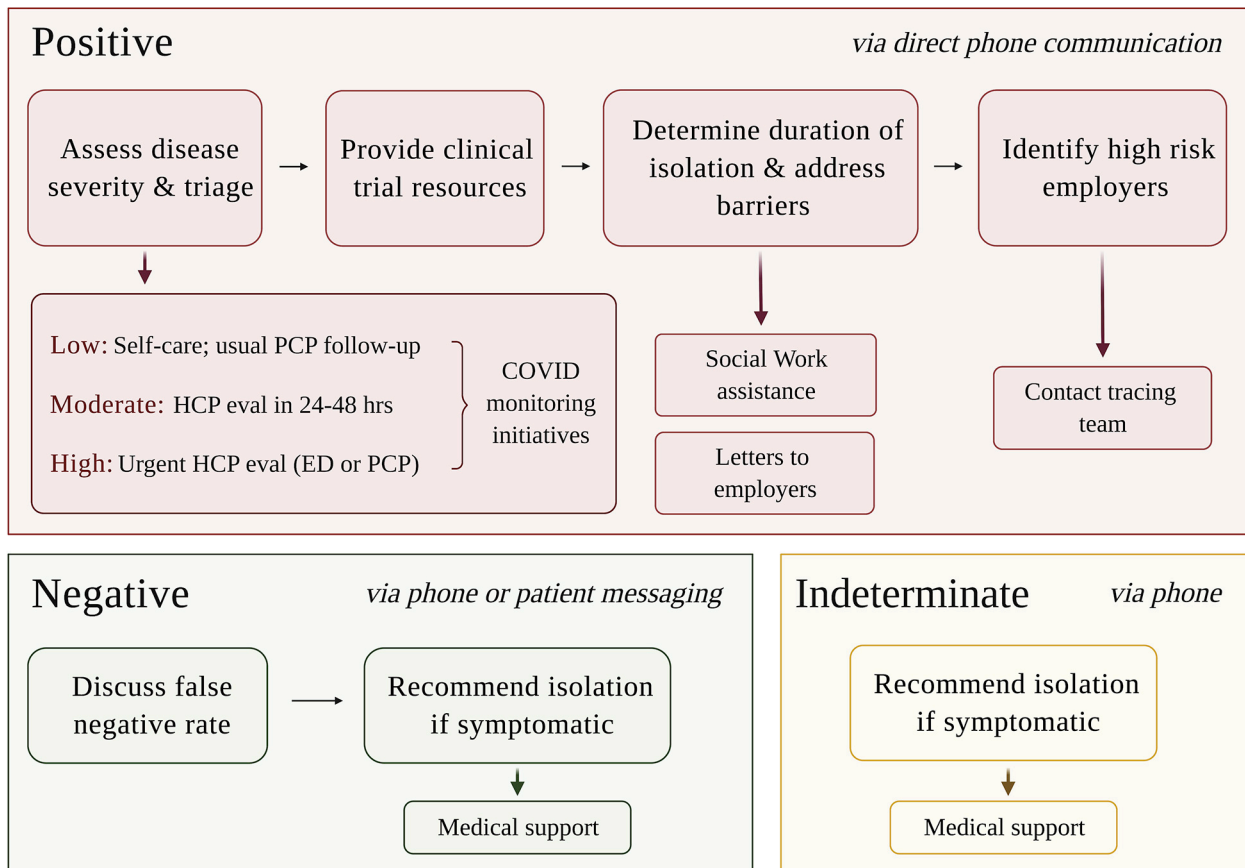 Positive
via direct phone communication
Assess disease
severity & triage
Provide clinical
trial resources
Determine duration of
isolation & address
barriers
Identify high risk
employers
Low: Self-care; usual PCP follow-up
Moderate: HCP eval in 24-48 hrs
High: Urgent HCP eval (ED or PCP)
COVID
monitoring
initiatives
Social Work
assistance
Letters to
employers
Contact tracing
team
Negative
via phone or patient messaging
Discuss false
negative rate
Recommend isolation
if symptomatic
Medical support
Indeterminate
via phone
Recommend isolation
if symptomatic
Medical support